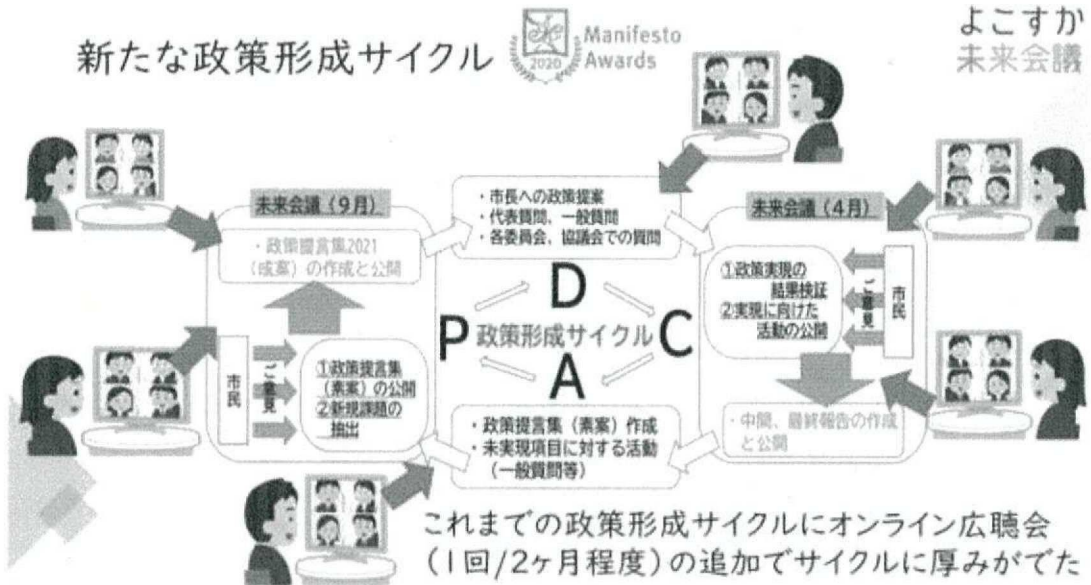 新たな政策形成サイクル
2020
Manifesto
Awards
よこすか
未来会議
未来会議（9月）
・政策提言集2021
（成案）の作成と公開
市民
ご意見
①政策提言集
（素案）の公開
②新規課題の
抽出
・市長への政策提案
・代表質問、一般質問
・各委員会、協議会での質問
P
D
C
A
政策形成サイクル
・政策提言集（素案）作成
・未実現項目に対する活動
（一般質問等）
未来会議（4月）
①政策実現の
結果検証
②実現に向けた
活動の公開
ご意見
市民
・中間、最終報告の作成
と公開
これまでの政策形成サイクルにオンライン広聴会
（1回/2ヶ月程度）の追加でサイクルに厚みがでた